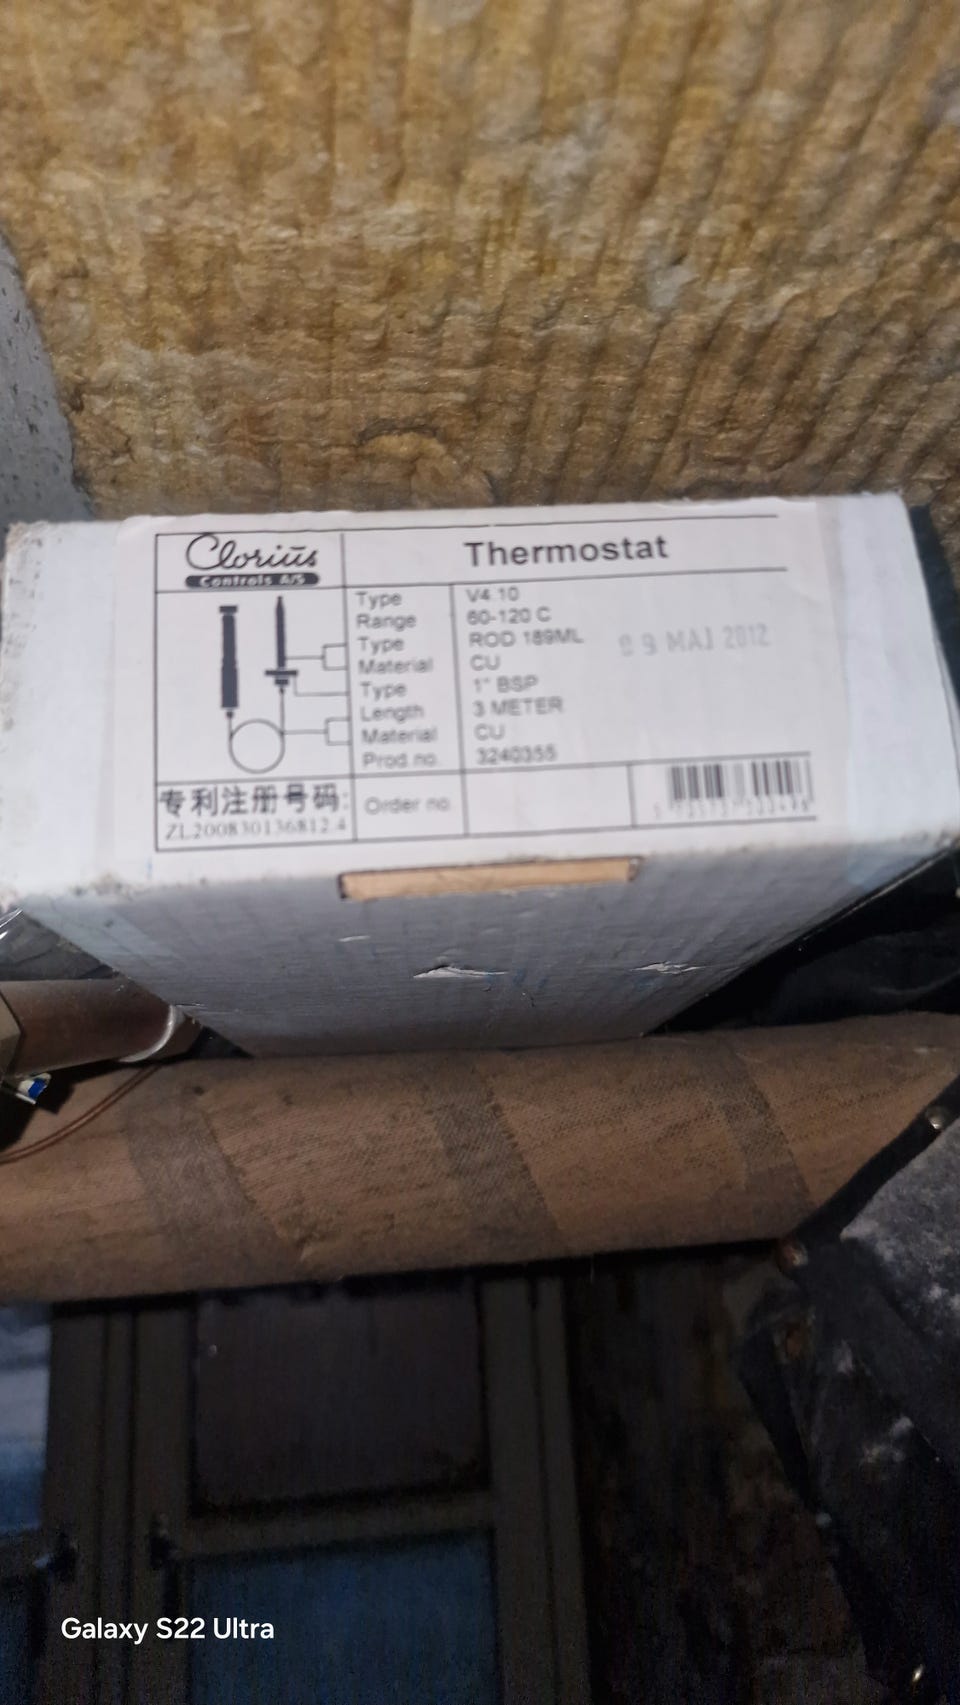 Clorius
Controls A/S
Thermostat
Type V4.10
Range 60-120 C
Type ROD 189ML
Material CU
Type 1" BSP
Length 3 METER
Material CU
Prod.no. 3240355
09 MAJ 2012
专利注册号码:
ZL200830136812.4
Order no
Galaxy S22 Ultra